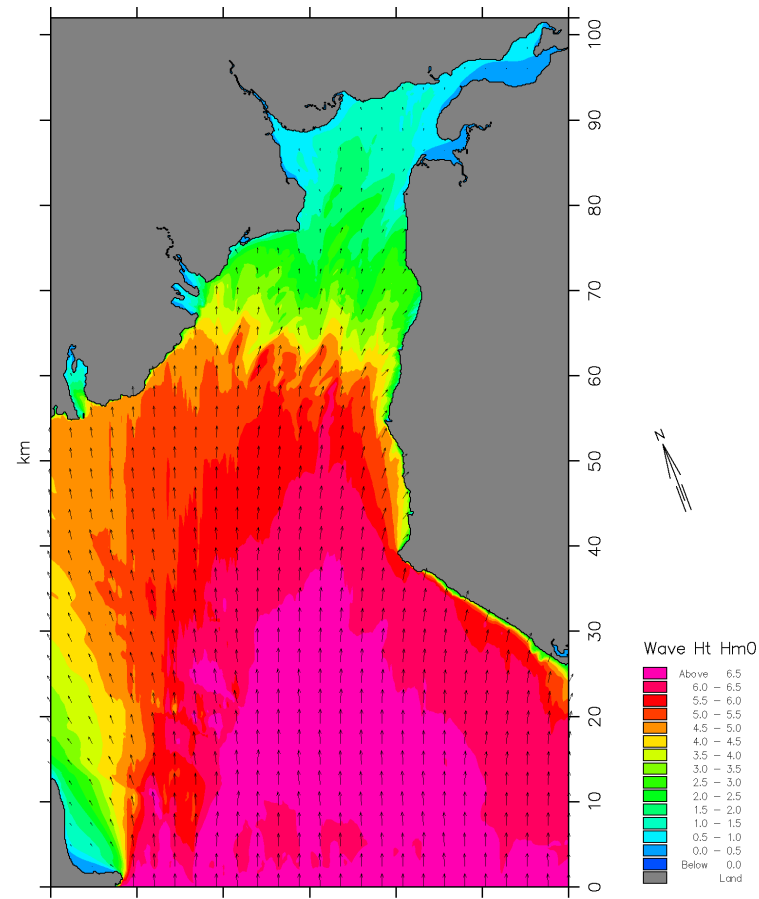 100
90
80
70
60
50
40
30
20
10
0
km
N
Wave Ht Hm0
Above 6.5
6.0 – 6.5
5.5 – 6.0
5.0 – 5.5
4.5 – 5.0
4.0 – 4.5
3.5 – 4.0
3.0 – 3.5
2.5 – 3.0
2.0 – 2.5
1.5 – 2.0
1.0 – 1.5
0.5 – 1.0
0.0 – 0.5
Below 0.0
Land